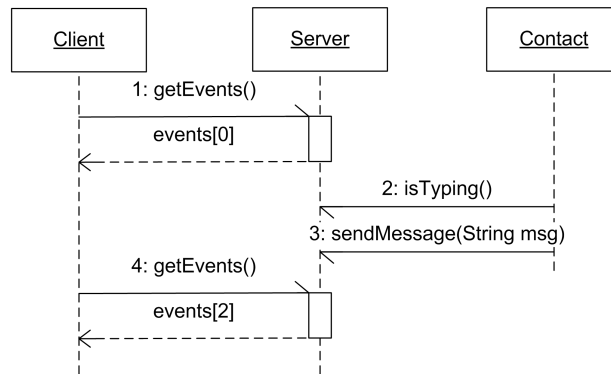 Client
Server
Contact
1: getEvents()
events[0]
2: isTyping()
3: sendMessage(String msg)
4: getEvents()
events[2]